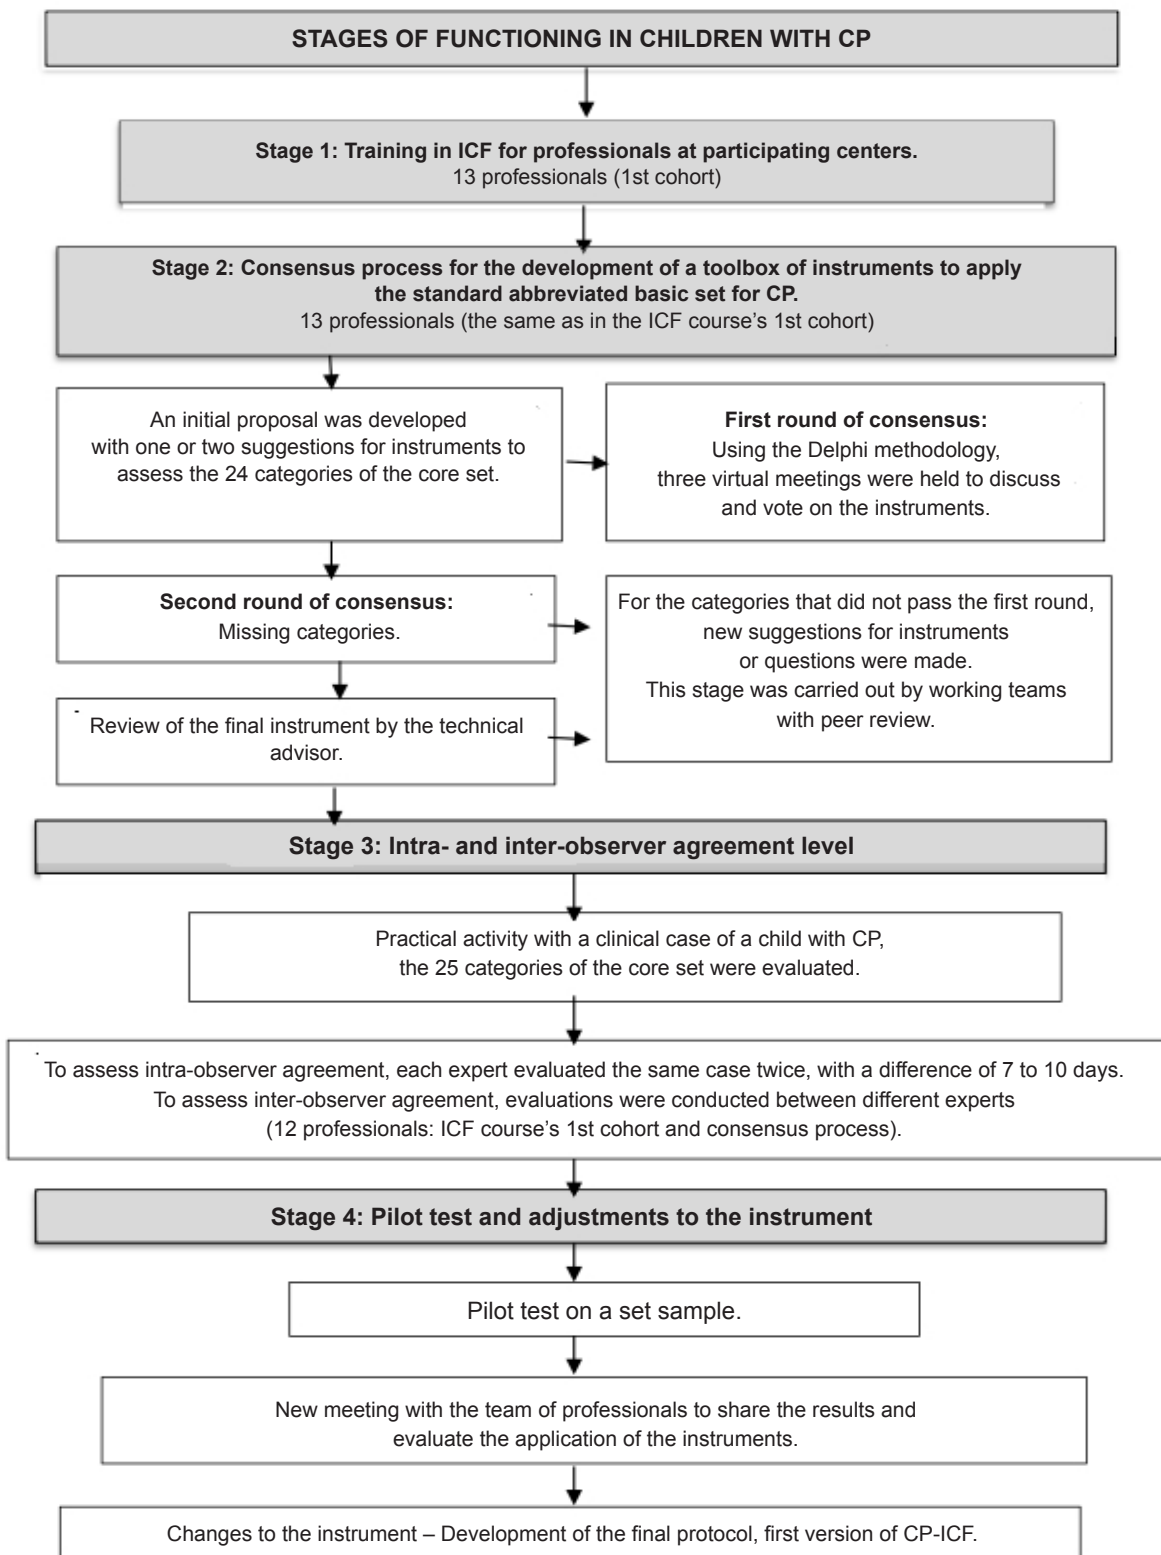 STAGES OF FUNCTIONING IN CHILDREN WITH CP
Stage 1: Training in ICF for professionals at participating centers.
13 professionals (1st cohort)
Stage 2: Consensus process for the development of a toolbox of instruments to apply
the standard abbreviated basic set for CP.
13 professionals (the same as in the ICF course’s 1st cohort)
An initial proposal was developed
with one or two suggestions for instruments to
assess the 24 categories of the core set.
First round of consensus:
Using the Delphi methodology,
three virtual meetings were held to discuss
and vote on the instruments.
Second round of consensus:
Missing categories.
For the categories that did not pass the first round,
new suggestions for instruments
or questions were made.
This stage was carried out by working teams
with peer review.
Review of the final instrument by the technical
advisor.
Stage 3: Intra- and inter-observer agreement level
Practical activity with a clinical case of a child with CP,
the 25 categories of the core set were evaluated.
To assess intra-observer agreement, each expert evaluated the same case twice, with a difference of 7 to 10 days.
To assess inter-observer agreement, evaluations were conducted between different experts
(12 professionals: ICF course’s 1st cohort and consensus process).
Stage 4: Pilot test and adjustments to the instrument
Pilot test on a set sample.
New meeting with the team of professionals to share the results and
evaluate the application of the instruments.
Changes to the instrument – Development of the final protocol, first version of CP-ICF.